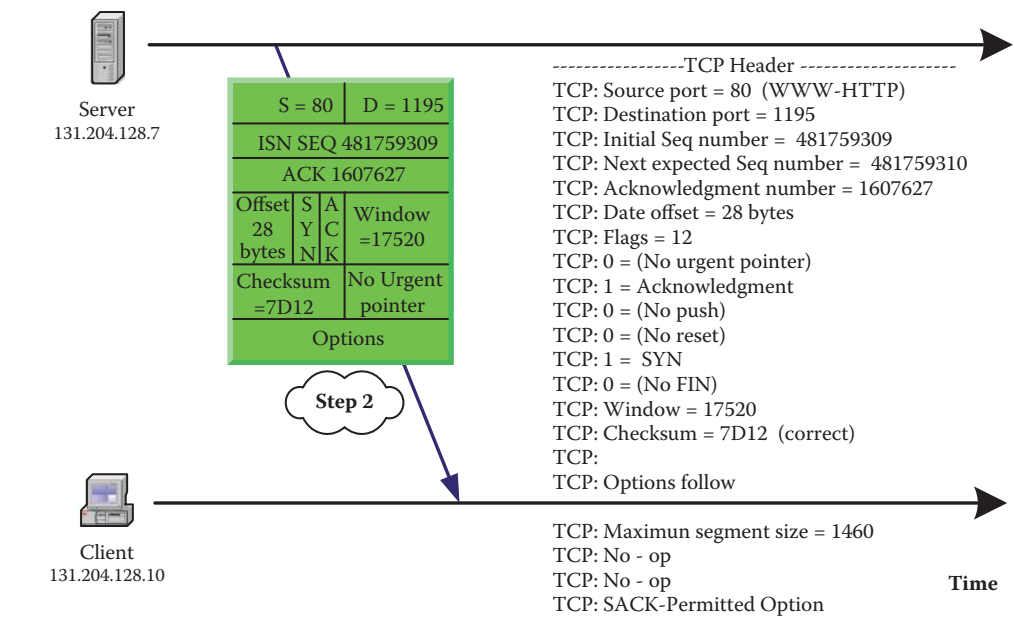 Server
131.204.128.7
S = 80 D = 1195
ISN SEQ 481759309
ACK 1607627
Offset 28 bytes
SYN
ACK
Window =17520
Checksum =7D12
No Urgent pointer
Options
Step 2
Client
131.204.128.10
-----------------TCP Header --------------------
TCP: Source port = 80 (WWW-HTTP)
TCP: Destination port = 1195
TCP: Initial Seq number = 481759309
TCP: Next expected Seq number = 481759310
TCP: Acknowledgment number = 1607627
TCP: Date offset = 28 bytes
TCP: Flags = 12
TCP: 0 = (No urgent pointer)
TCP: 1 = Acknowledgment
TCP: 0 = (No push)
TCP: 0 = (No reset)
TCP: 1 = SYN
TCP: 0 = (No FIN)
TCP: Window = 17520
TCP: Checksum = 7D12 (correct)
TCP:
TCP: Options follow
TCP: Maximun segment size = 1460
TCP: No - op
TCP: No - op
TCP: SACK-Permitted Option
Time